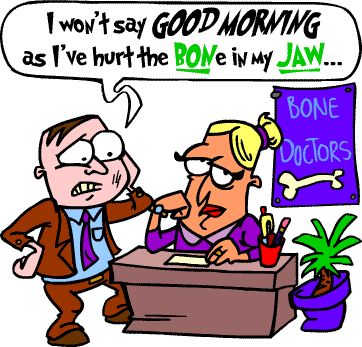 I won't say GOOD MORNING
as I've hurt the BONe in my JAW...
BONE
DOCTORS